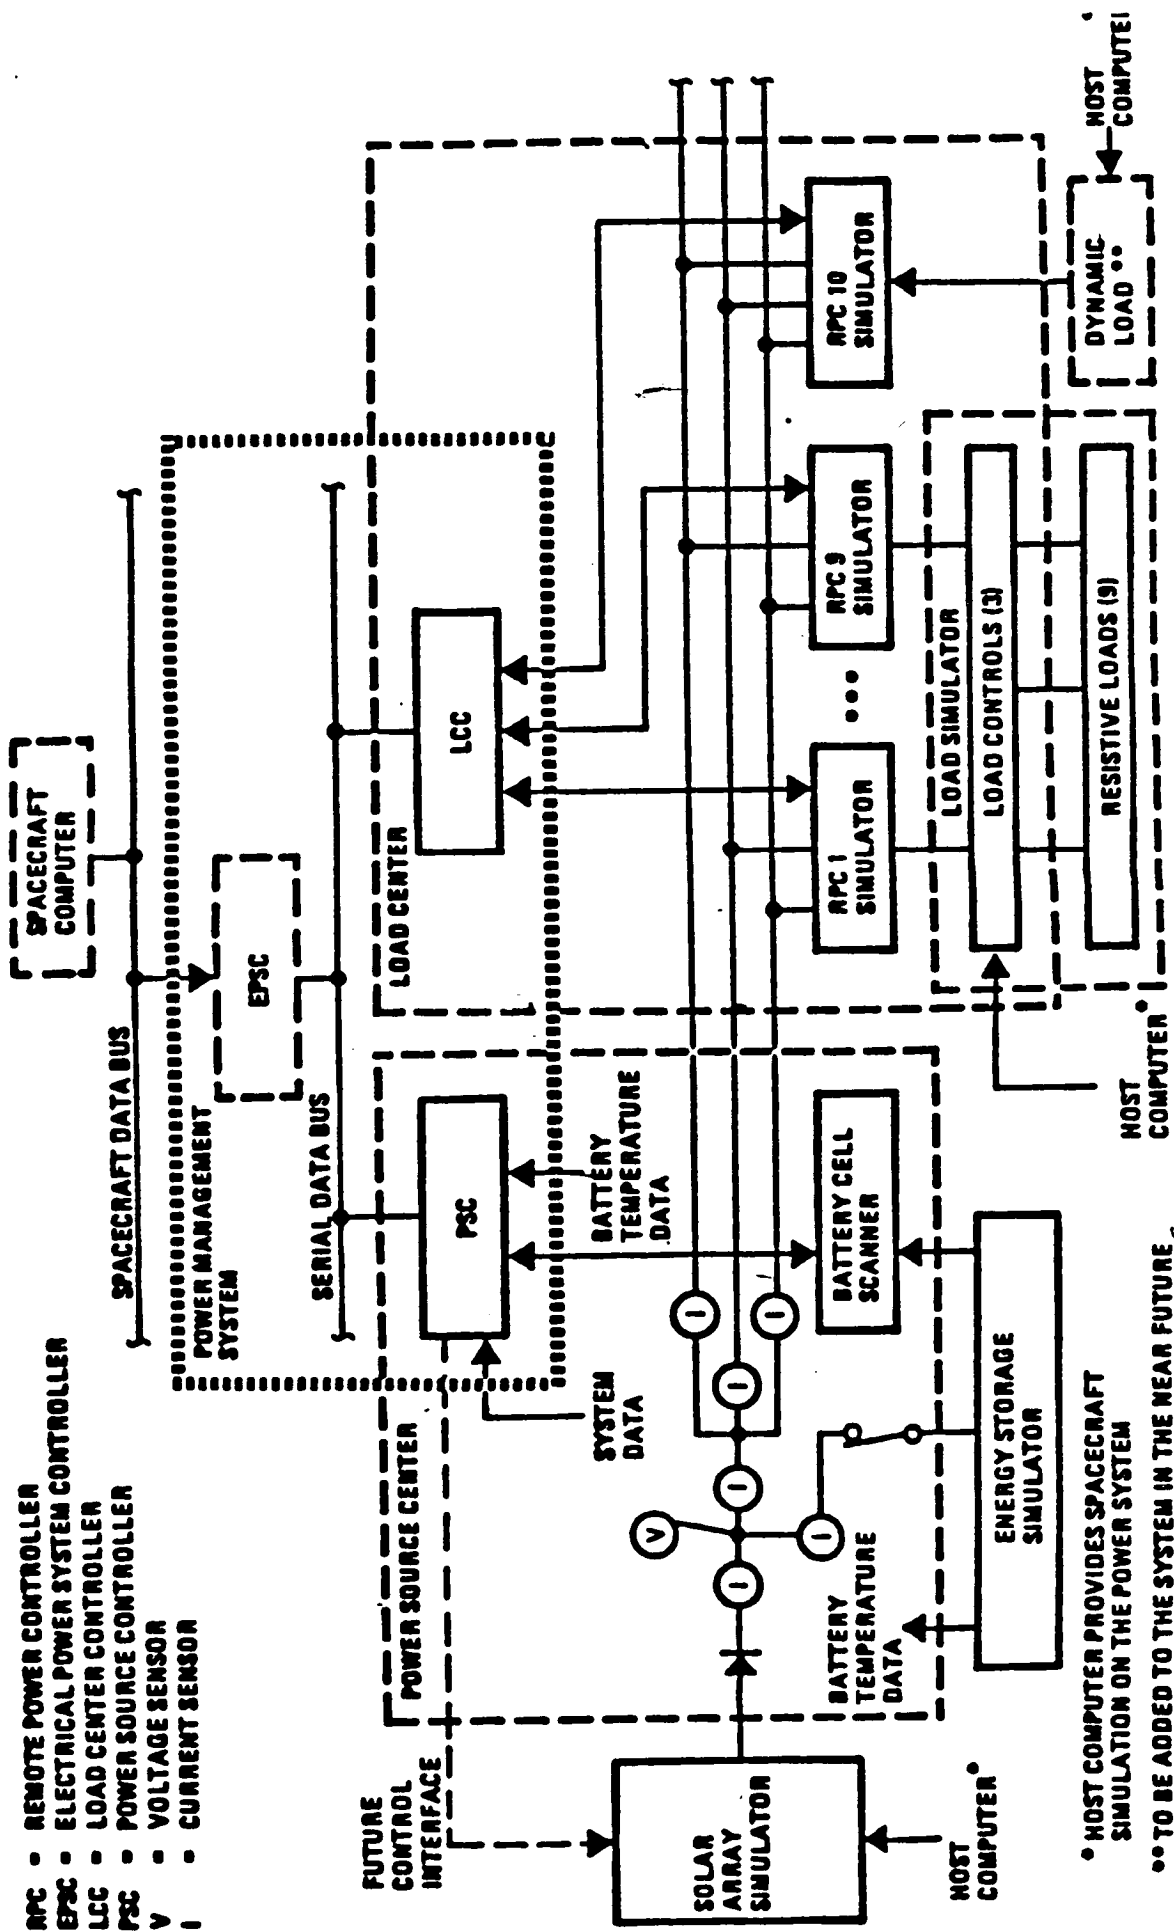 RPC = REMOTE POWER CONTROLLER
EPSC = ELECTRICAL POWER SYSTEM CONTROLLER
LCC = LOAD CENTER CONTROLLER
PSC = POWER SOURCE CONTROLLER
V = VOLTAGE SENSOR
I = CURRENT SENSOR
SPACECRAFT
COMPUTER
SPACECRAFT DATA BUS
POWER MANAGEMENT
SYSTEM
EPSC
SERIAL DATA BUS
POWER SOURCE CENTER
PSC
LOAD CENTER
LCC
FUTURE
CONTROL
INTERFACE
SYSTEM
DATA
BATTERY
TEMPERATURE
DATA
SOLAR
ARRAY
SIMULATOR
V
I
I
I
I
I
I
BATTERY CELL
SCANNER
RPC 1
SIMULATOR
•••
RPC 9
SIMULATOR
RPC 10
SIMULATOR
BATTERY
TEMPERATURE
DATA
HOST
COMPUTER*
ENERGY STORAGE
SIMULATOR
HOST
COMPUTER*
LOAD SIMULATOR
LOAD CONTROLS (3)
RESISTIVE LOADS (9)
DYNAMIC
LOAD **
HOST
* HOST COMPUTER PROVIDES SPACECRAFT
SIMULATION ON THE POWER SYSTEM
** TO BE ADDED TO THE SYSTEM IN THE NEAR FUTURE